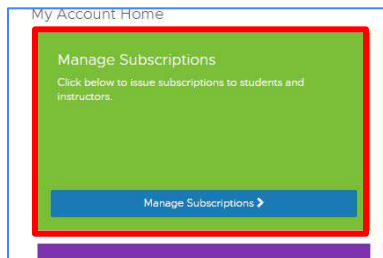 My Account Home
Manage Subscriptions
Click below to issue subscriptions to students and
instructors.
Manage Subscriptions